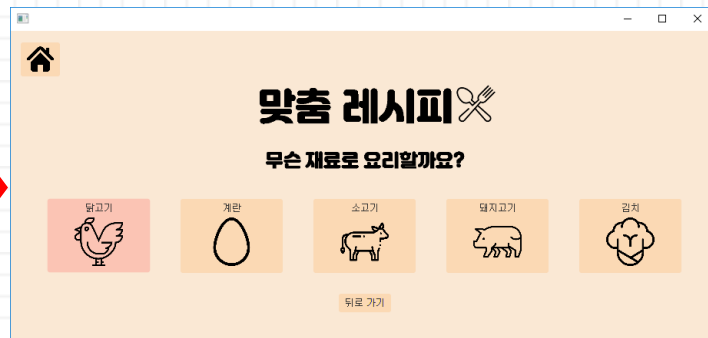 맞춤 레시피
무슨 재료로 요리할까요?
닭고기
계란
소고기
돼지고기
김치
뒤로 가기